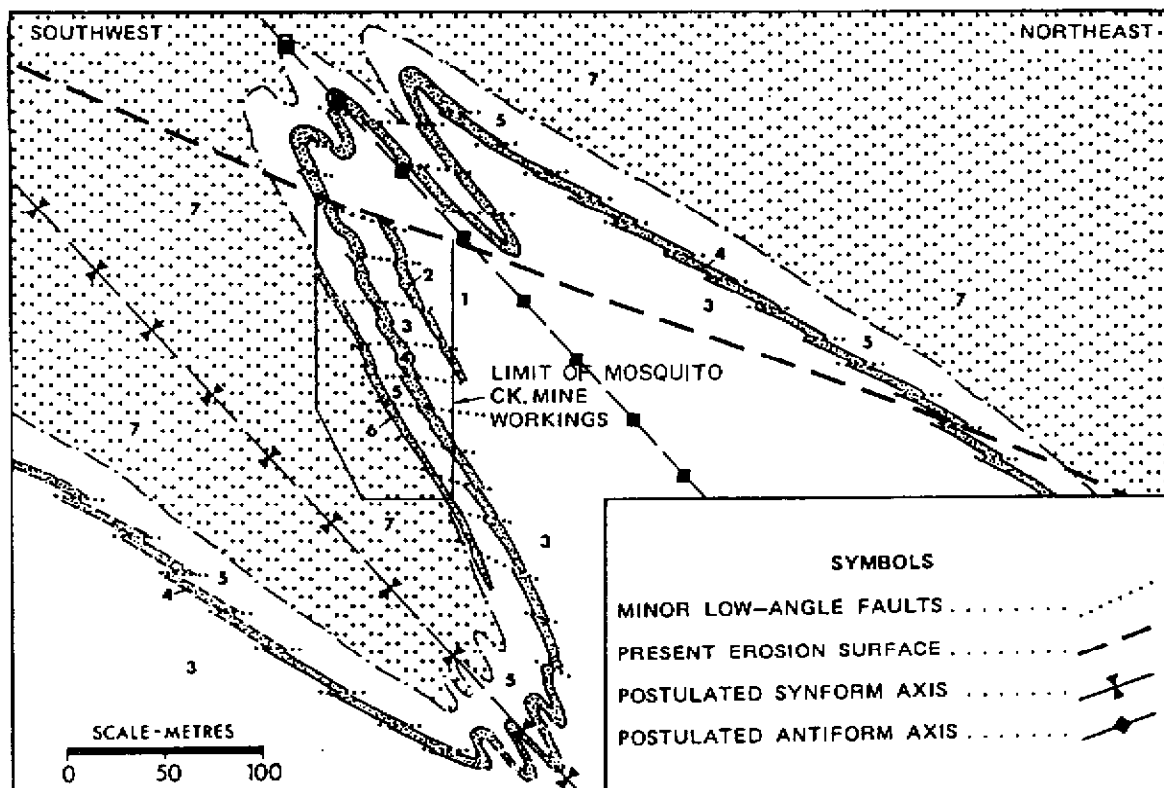 SOUTHWEST
NORTHEAST
7
5
7
4
3
7
2
1
3
4
5
6
5
7
LIMIT OF MOSQUITO
CK. MINE
WORKINGS
7
7
3
5
4
5
3
SCALE-METRES
0 50 100
SYMBOLS
MINOR LOW-ANGLE FAULTS . . . . . . . . . .
PRESENT EROSION SURFACE . . . . . . . . .
POSTULATED SYNFORM AXIS . . . . . . .
POSTULATED ANTIFORM AXIS . . . . . .